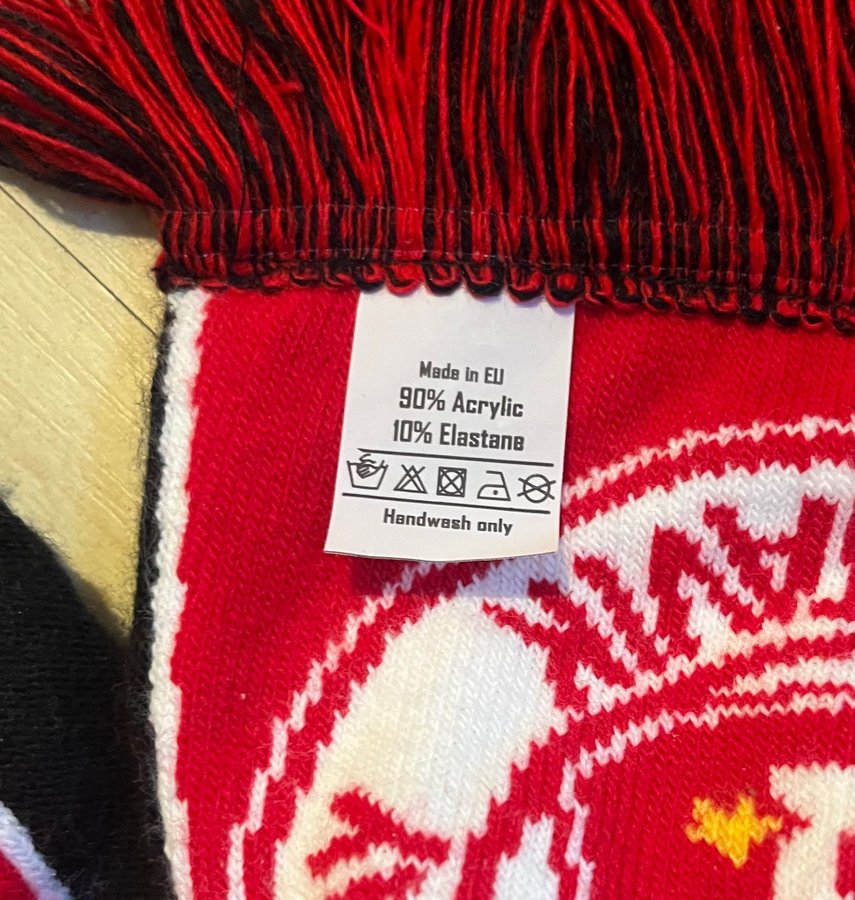 Made in EU
90% Acrylic
10% Elastane
Handwash only